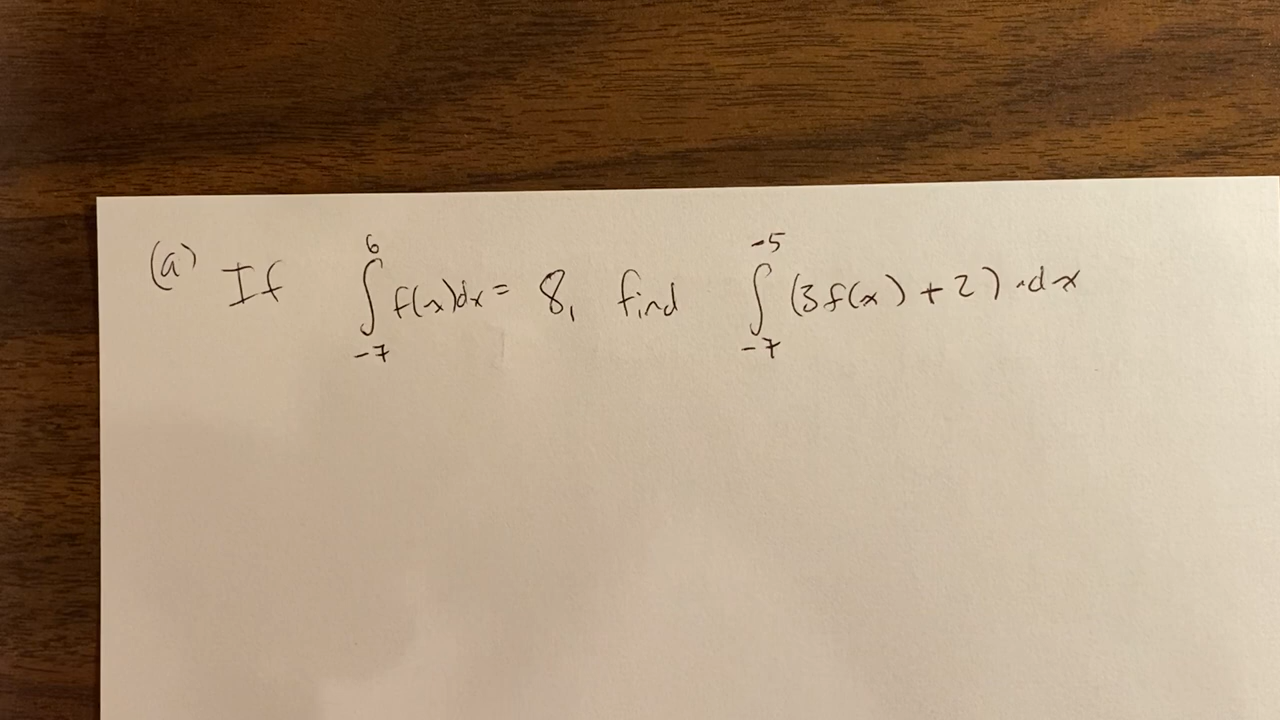 (a) If ∫_{-7}^{6} f(x)dx = 8, find ∫_{-7}^{-5} (3f(x) + 2) · dx